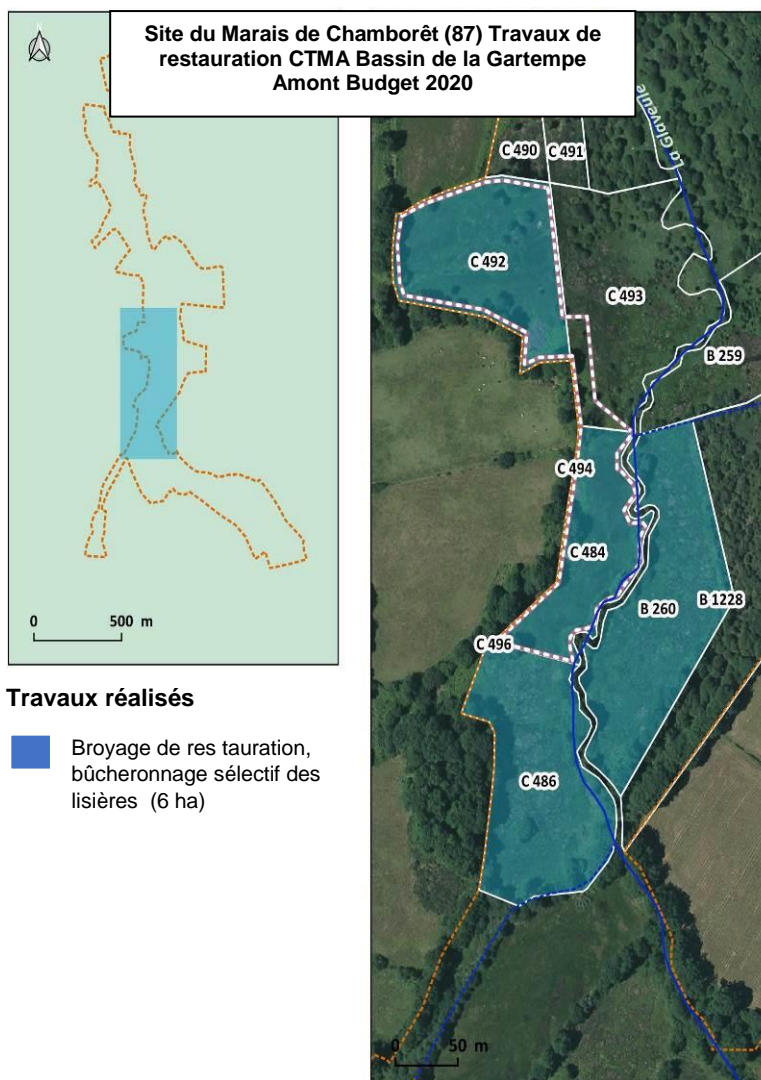 Site du Marais de Chamborêt (87) Travaux de
restauration CTMA Bassin de la Gartempe
Amont Budget 2020
N
0 500 m
Travaux réalisés
Broyage de res tauration,
bûcheronnage sélectif des
lisières (6 ha)
La Glaveule
C 490
C 491
C 492
C 493
B 259
C 494
C 484
B 260
B 1228
C 496
C 486
0 50 m